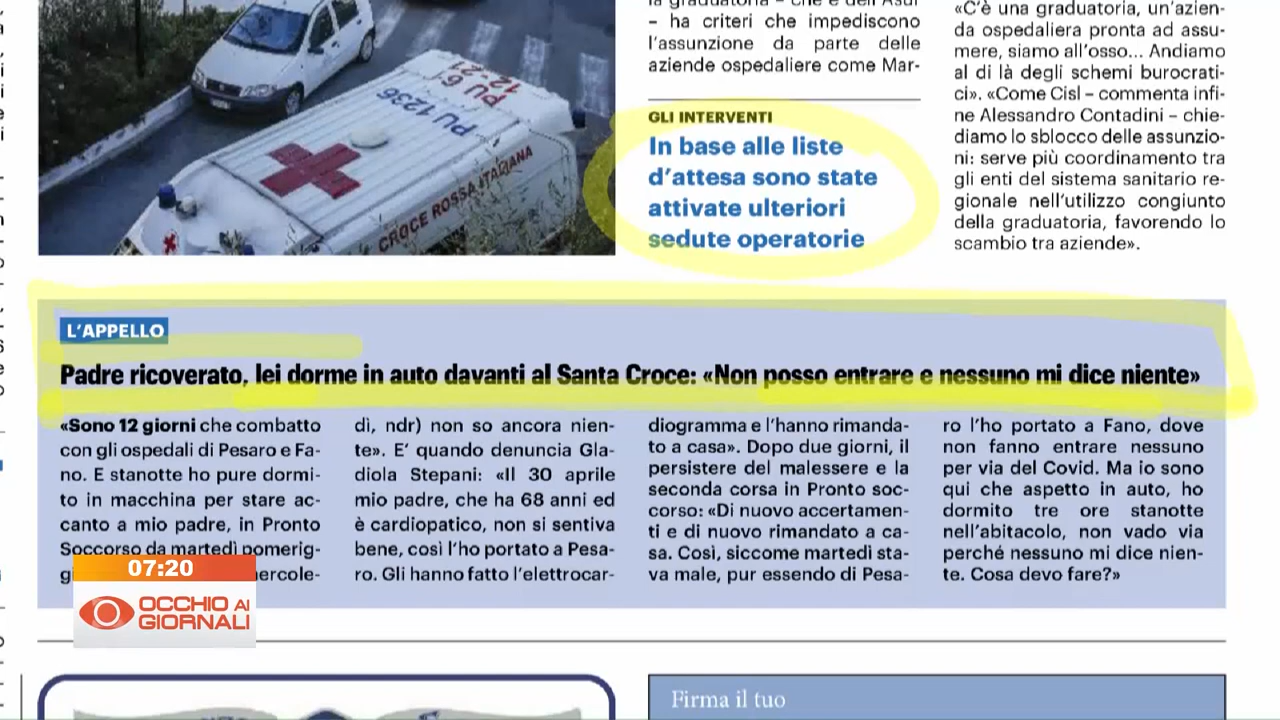 la graduatoria – che è dell'Asur
– ha criteri che impediscono
l'assunzione da parte delle
aziende ospedaliere come Mar-
GLI INTERVENTI
In base alle liste
d'attesa sono state
attivate ulteriori
sedute operatorie
«C'è una graduatoria, un'azien-
da ospedaliera pronta ad assu-
mere, siamo all'osso... Andiamo
al di là degli schemi burocrati-
ci». «Come Cisl – commenta infi-
ne Alessandro Contadini – chie-
diamo lo sblocco delle assunzio-
ni: serve più coordinamento tra
gli enti del sistema sanitario re-
gionale nell'utilizzo congiunto
della graduatoria, favorendo lo
scambio tra aziende».
PU 1236
PU 61
12-21
CROCE ROSSA ITALIANA
L'APPELLO
Padre ricoverato, lei dorme in auto davanti al Santa Croce: «Non posso entrare e nessuno mi dice niente»
«Sono 12 giorni che combatto
con gli ospedali di Pesaro e Fa-
no. E stanotte ho pure dormi-
to in macchina per stare ac-
canto a mio padre, in Pronto
Soccorso da martedì pomerig-
ercole-
dì, ndr) non so ancora nien-
te». E' quando denuncia Gla-
diola Stepani: «Il 30 aprile
mio padre, che ha 68 anni ed
è cardiopatico, non si sentiva
bene, così l'ho portato a Pesa-
ro. Gli hanno fatto l'elettrocar-
diogramma e l'hanno rimanda-
to a casa». Dopo due giorni, il
persistere del malessere e la
seconda corsa in Pronto soc-
corso: «Di nuovo accertamen-
ti e di nuovo rimandato a ca-
sa. Così, siccome martedì sta-
va male, pur essendo di Pesa-
ro l'ho portato a Fano, dove
non fanno entrare nessuno
per via del Covid. Ma io sono
qui che aspetto in auto, ho
dormito tre ore stanotte
nell'abitacolo, non vado via
perché nessuno mi dice nien-
te. Cosa devo fare?»
07:20
OCCHIO AI
GIORNALI
Firma il tuo